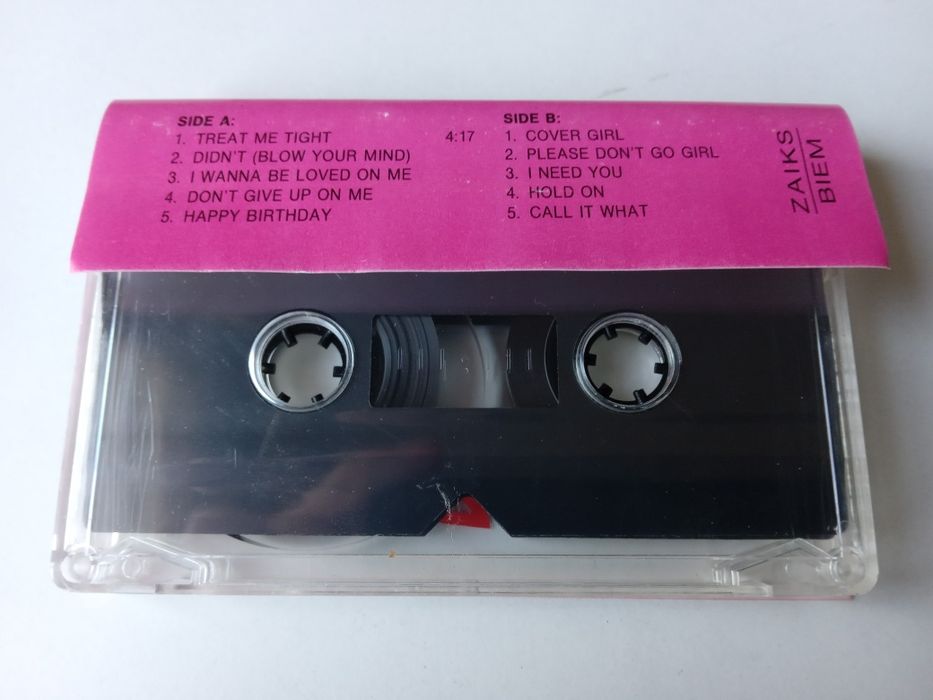 SIDE A:
1. TREAT ME TIGHT 4:17
2. DIDN'T (BLOW YOUR MIND)
3. I WANNA BE LOVED ON ME
4. DON'T GIVE UP ON ME
5. HAPPY BIRTHDAY
SIDE B:
1. COVER GIRL
2. PLEASE DON'T GO GIRL
3. I NEED YOU
4. HOLD ON
5. CALL IT WHAT
ZAIKS
BIEM